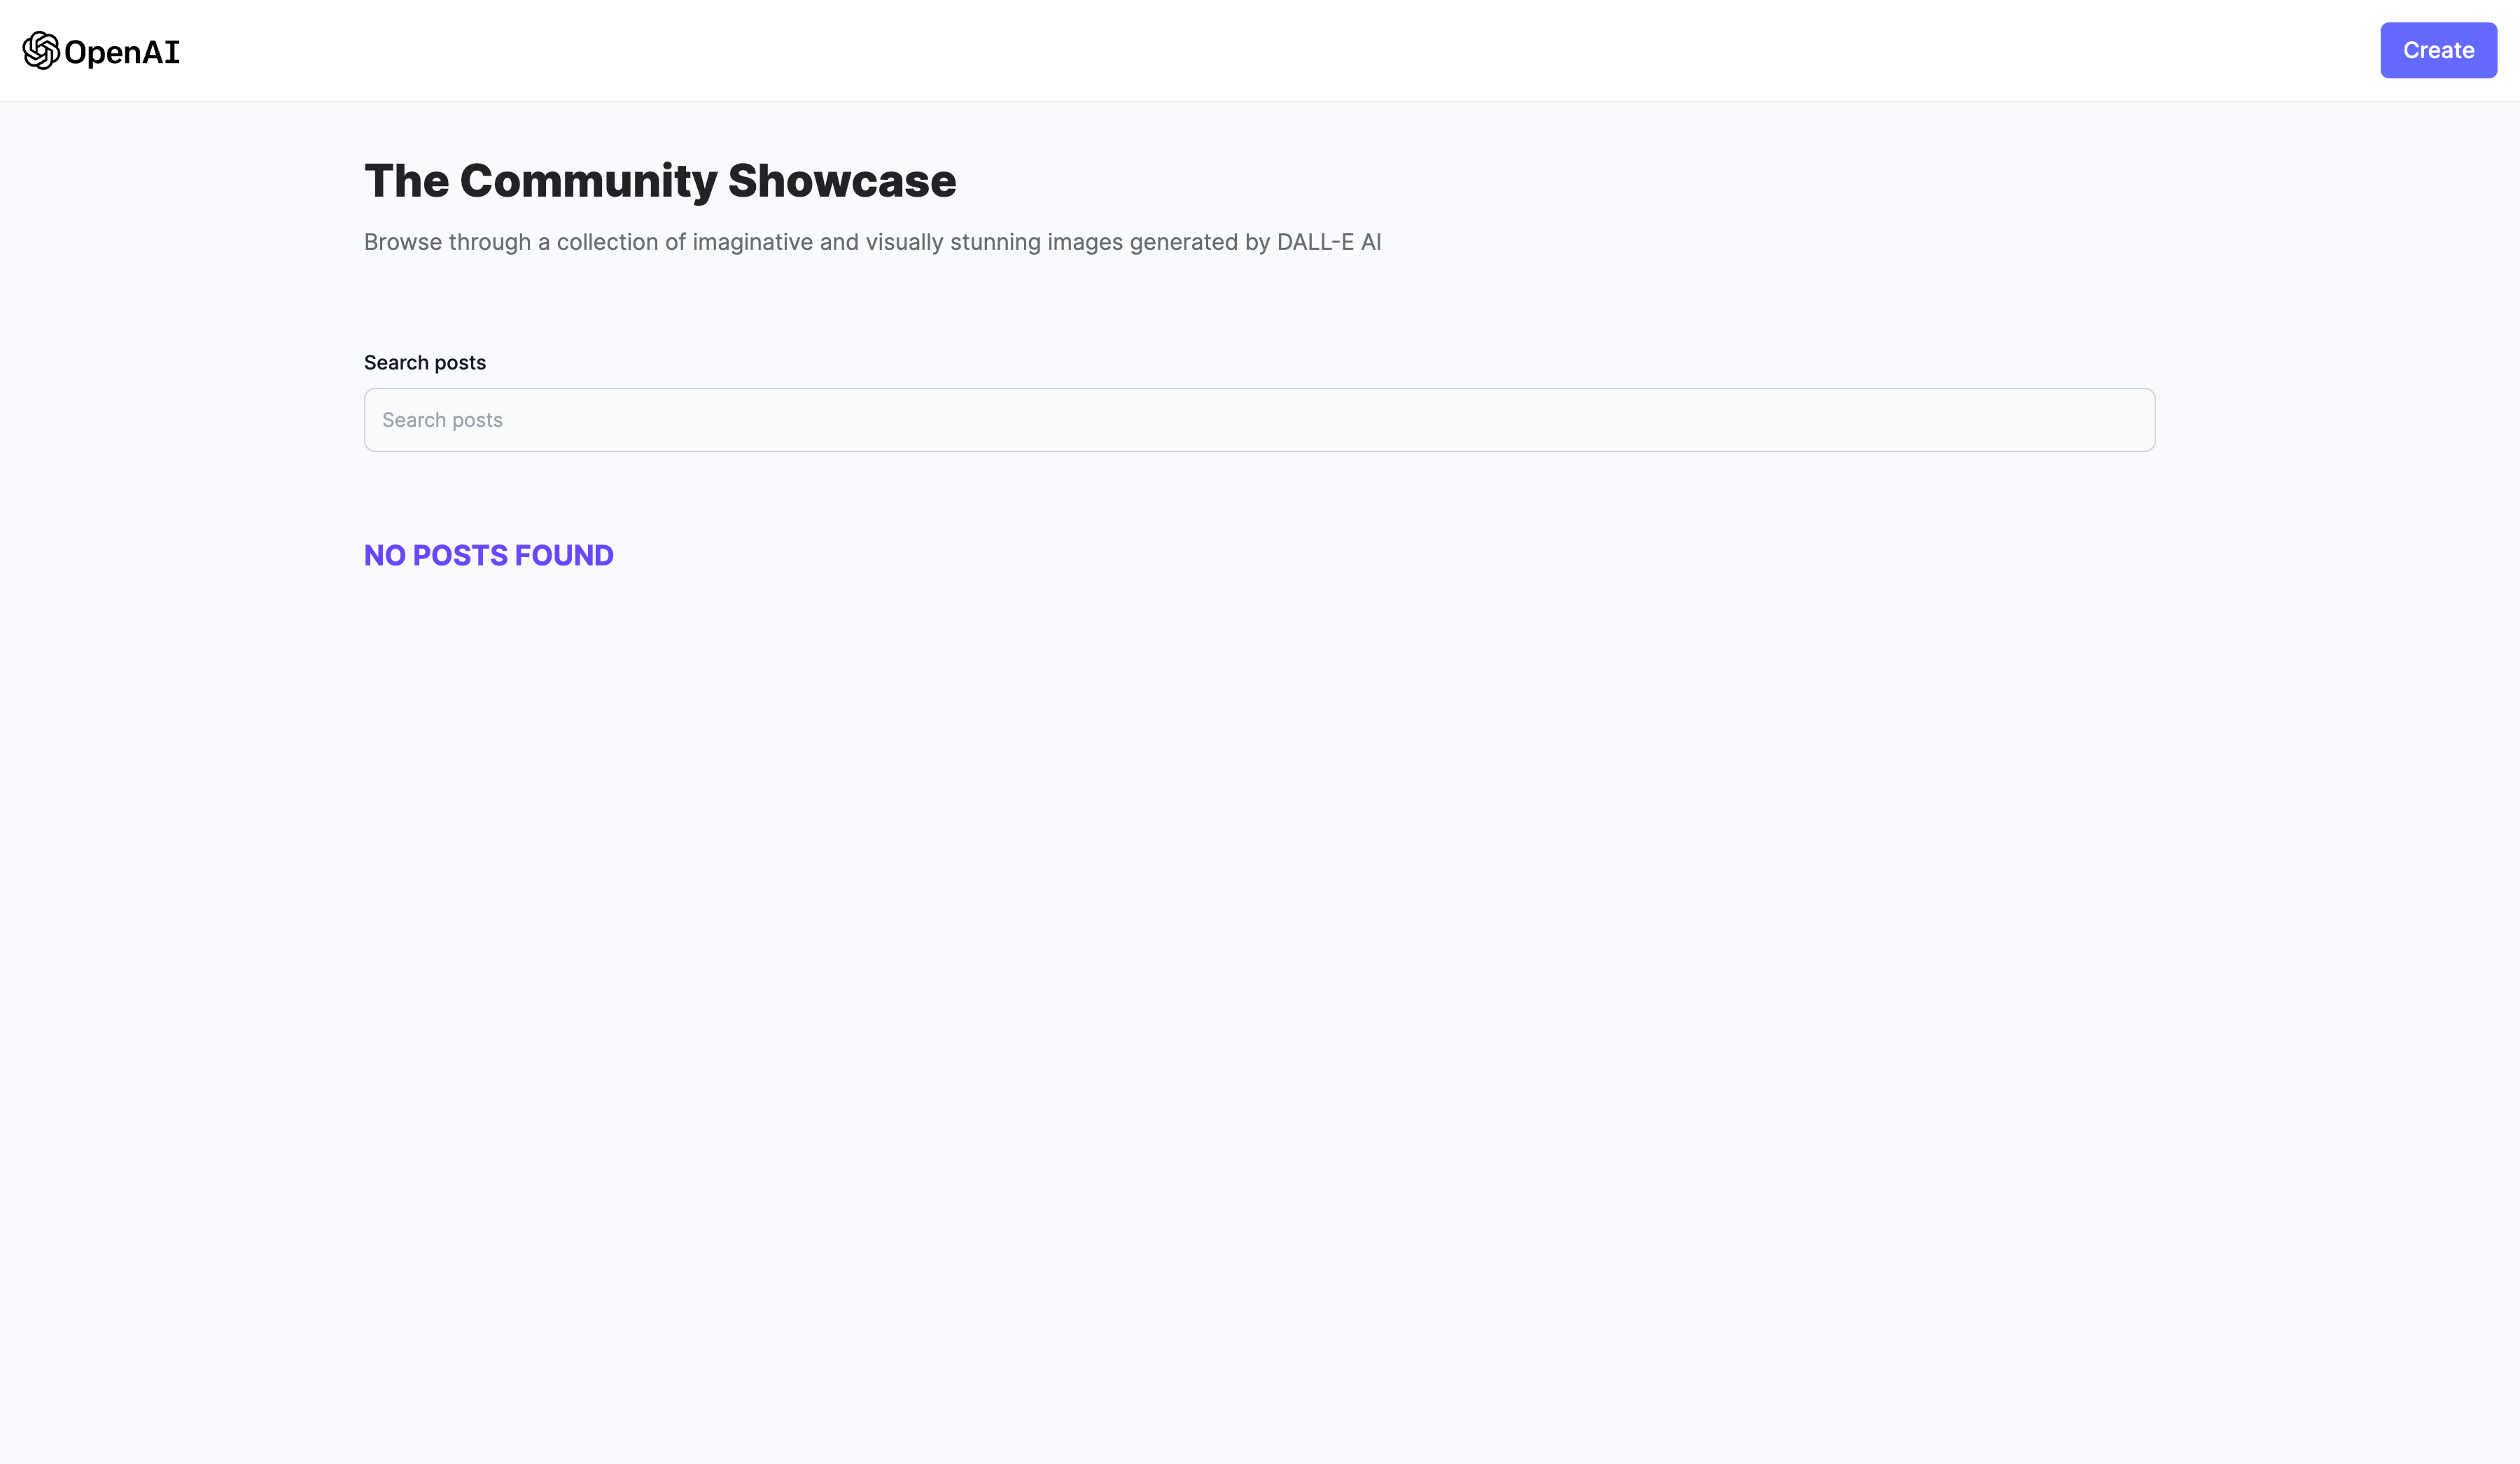 OpenAI
Create
The Community Showcase
Browse through a collection of imaginative and visually stunning images generated by DALL-E AI
Search posts
Search posts
NO POSTS FOUND